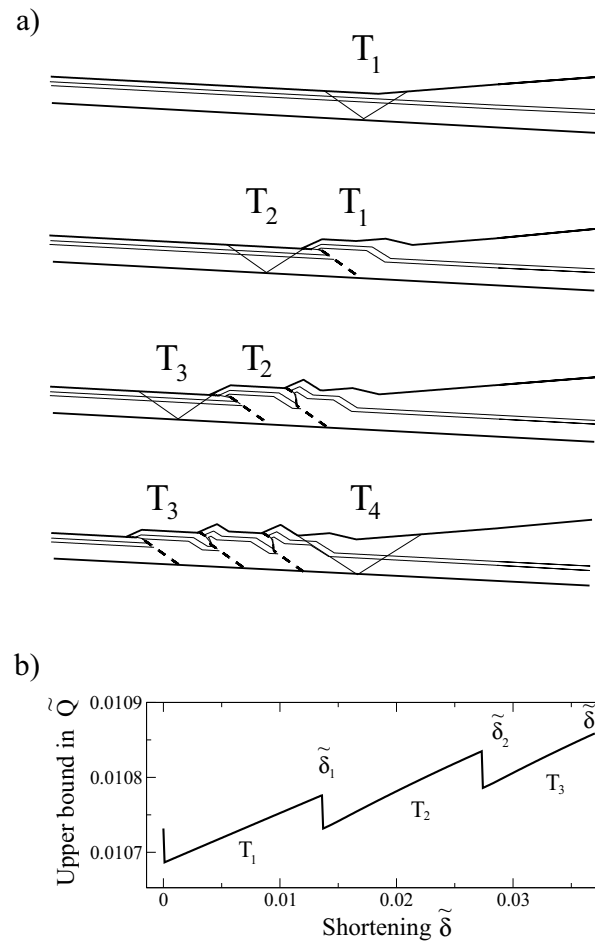 a)
T₁
T₂ T₁
T₃ T₂
T₃ T₄
b)
Upper bound in Q̃
0.0109
0.0108
0.0107
δ̃₁
δ̃₂
δ̃
T₁
T₂
T₃
0 0.01 0.02 0.03
Shortening δ̃